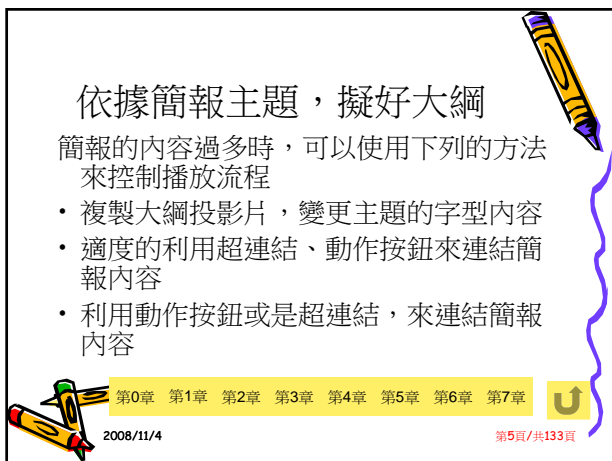 依據簡報主題，擬好大綱
簡報的內容過多時，可以使用下列的方法
來控制播放流程
• 複製大綱投影片，變更主題的字型內容
• 適度的利用超連結、動作按鈕來連結簡
報內容
• 利用動作按鈕或是超連結，來連結簡報
內容
第0章 第1章 第2章 第3章 第4章 第5章 第6章 第7章
2008/11/4 第5頁/共133頁